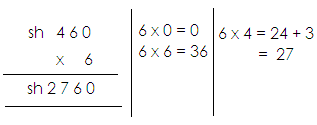 sh 4 6 0
x 6
sh 2 7 6 0
6 x 0 = 0
6 x 6 = 36
6 x 4 = 24 + 3
= 27